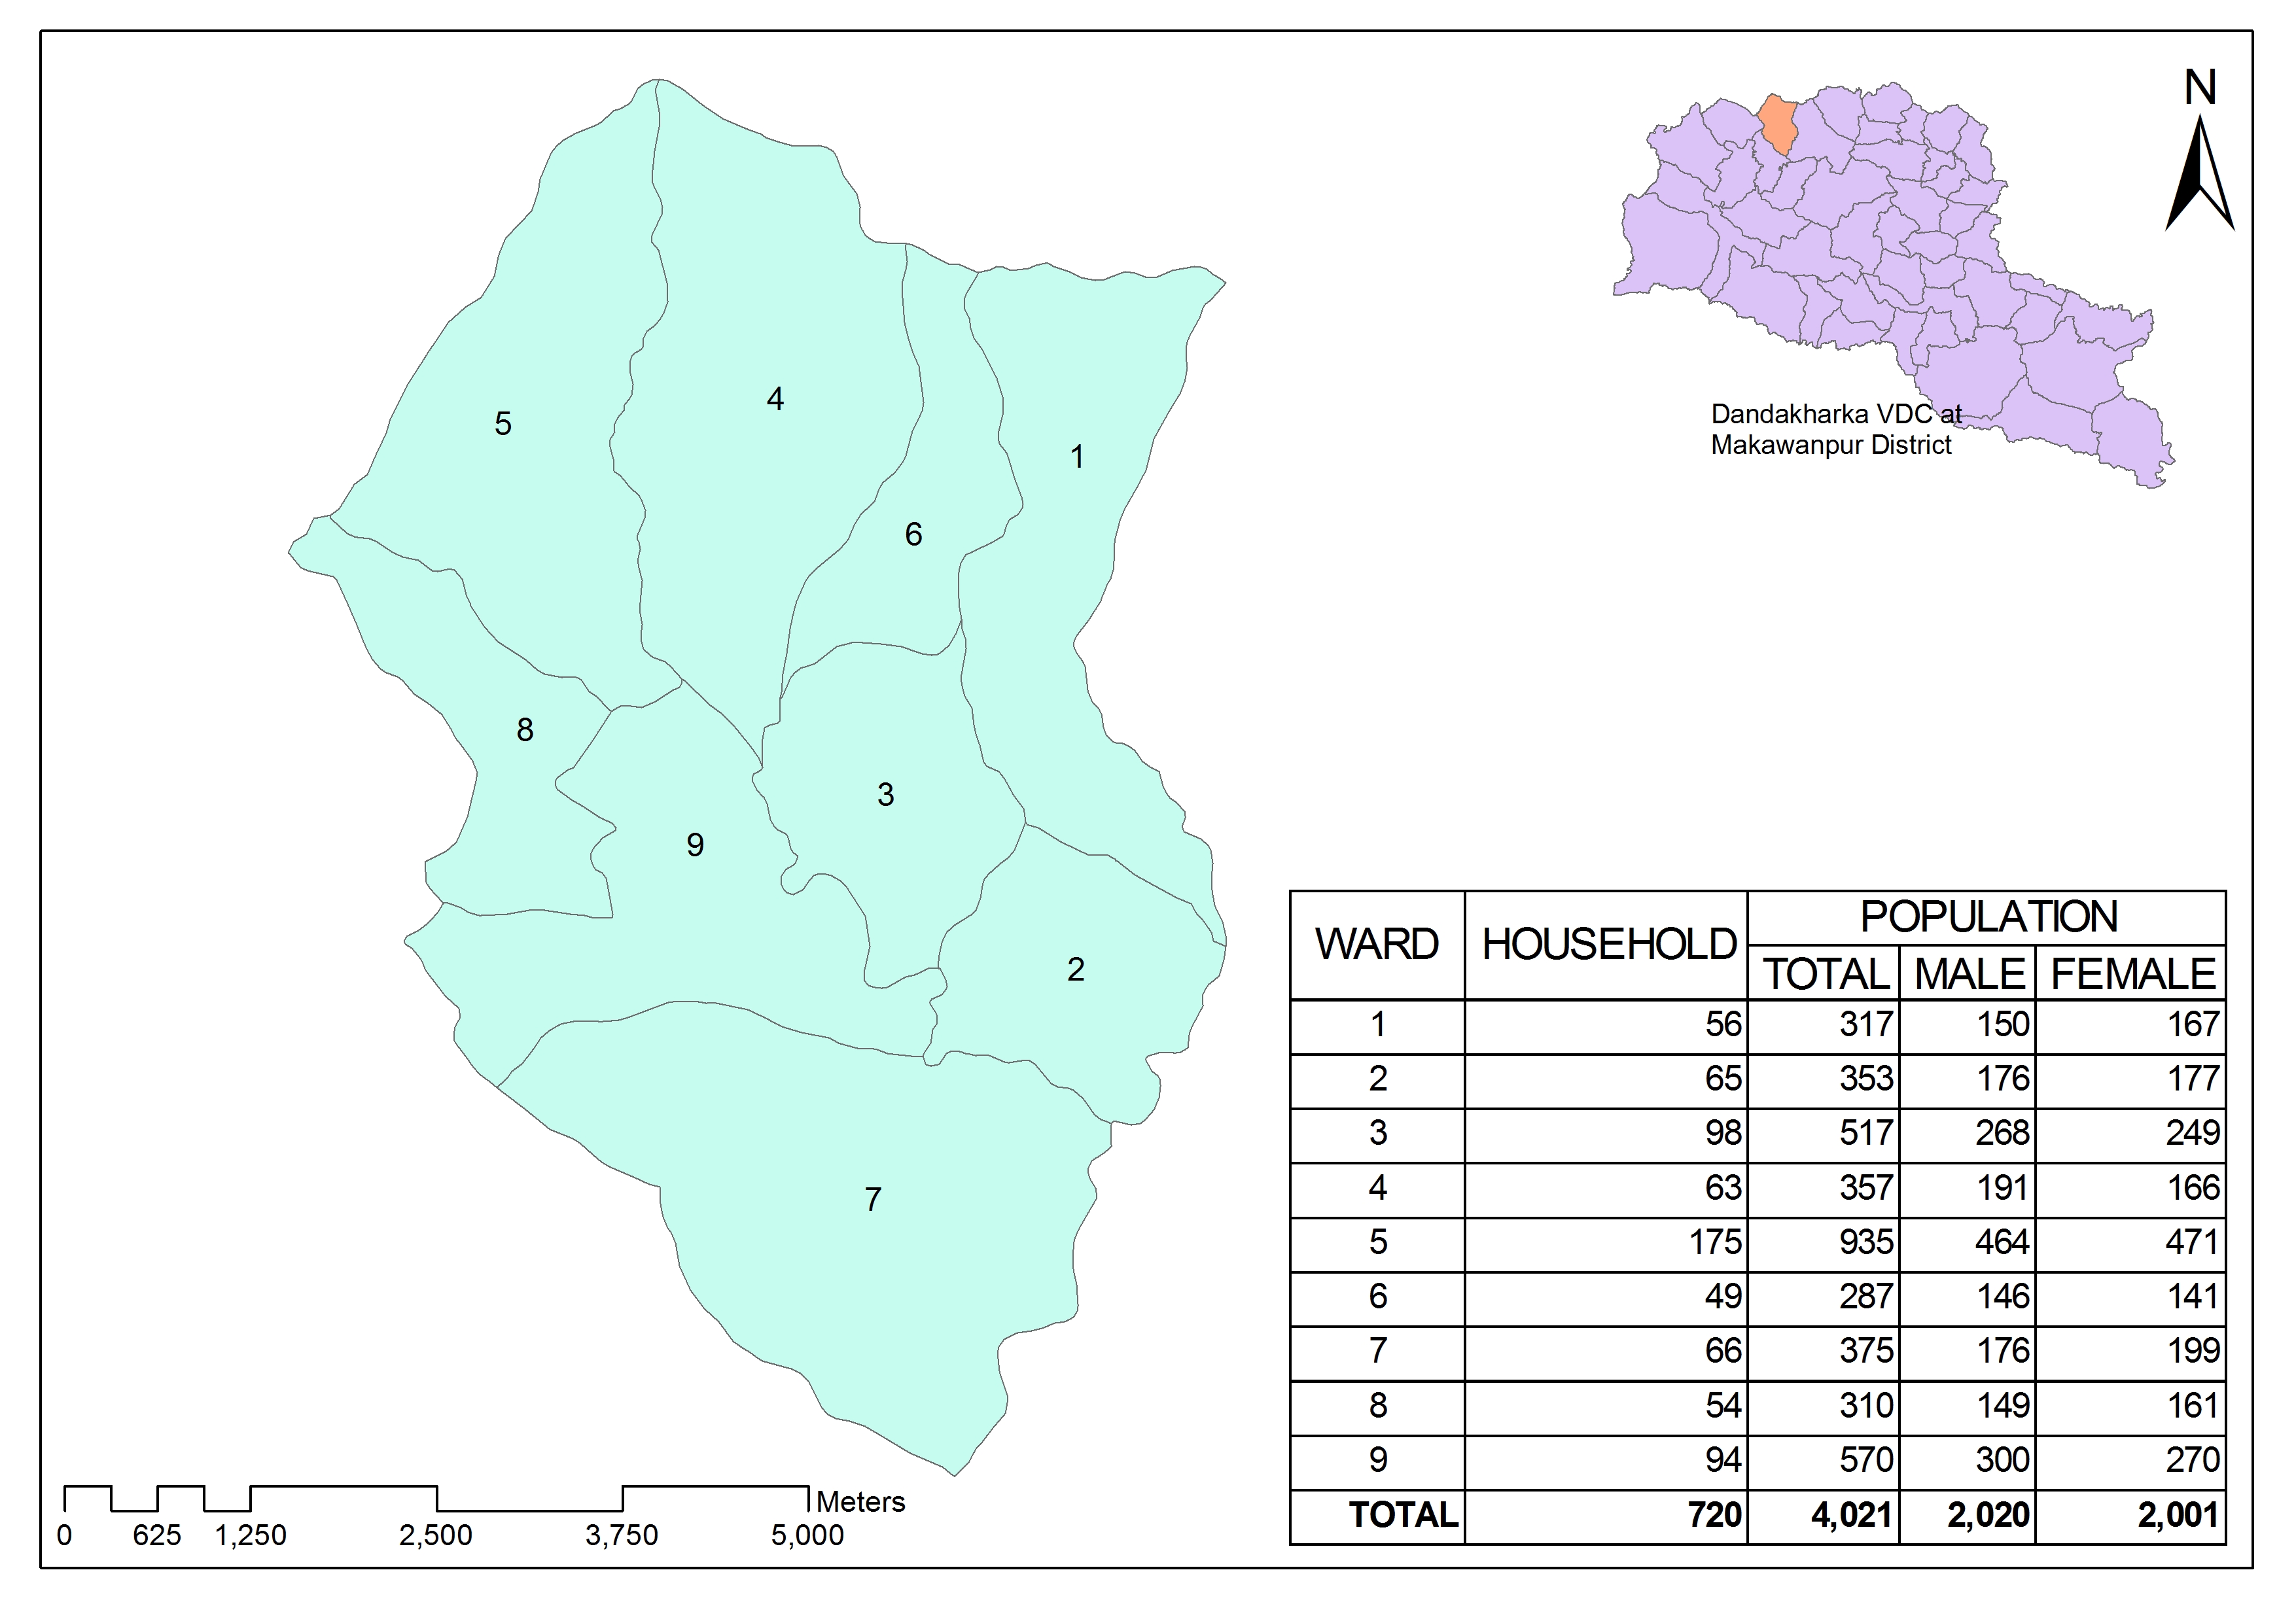 N
5
4
1
6
8
3
9
2
7
Dandakharka VDC at
Makawanpur District
WARD HOUSEHOLD POPULATION
TOTAL MALE FEMALE
1 56 317 150 167
2 65 353 176 177
3 98 517 268 249
4 63 357 191 166
5 175 935 464 471
6 49 287 146 141
7 66 375 176 199
8 54 310 149 161
9 94 570 300 270
TOTAL 720 4,021 2,020 2,001
Meters
0 625 1,250 2,500 3,750 5,000